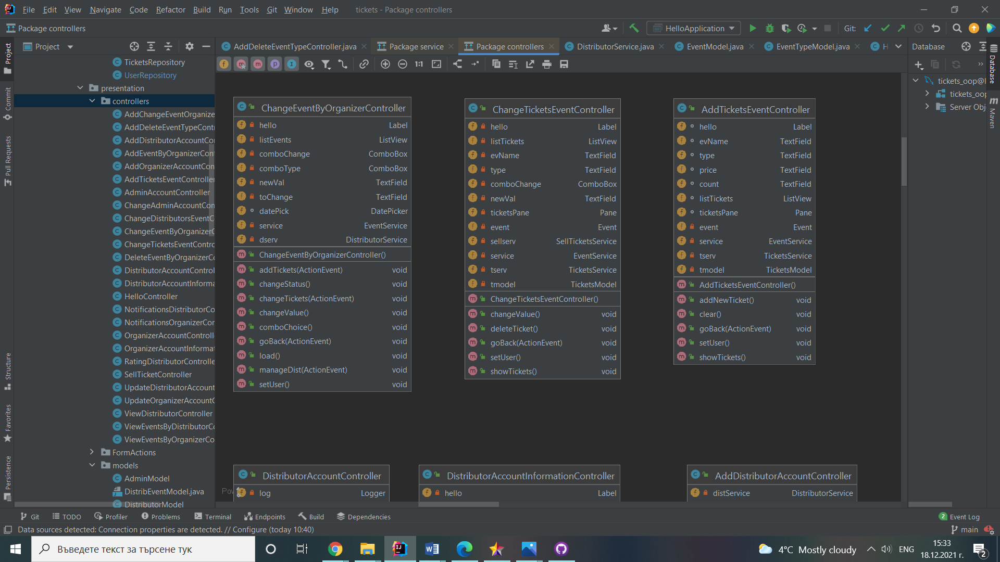 File Edit View Navigate Code Refactor Build Run Tools Git Window Help tickets - Package controllers
Package controllers
HelloApplication
Git:
Project
AddDeleteEventTypeController.java
Package service
Package controllers
DistributorService.java
EventModel.java
EventTypeModel.java
H
Database
1:1
Project
Commit
Pull Requests
Structure
Favorites
Persistence
TicketsRepository
UserRepository
presentation
controllers
AddChangeEventOrganize
AddDeleteEventTypeCont
AddDistributorAccountCo
AddEventByOrganizerCon
AddOrganizerAccountCon
AddTicketsEventController
AdminAccountController
ChangeAdminAccountCon
ChangeDistributorsEventC
ChangeEventByOrganizerC
ChangeTicketsEventContro
DeleteEventByOrganizerCo
DistributorAccountControl
DistributorAccountInforma
HelloController
NotificationsDistributorCo
NotificationsOrganizerCon
OrganizerAccountControll
OrganizerAccountInformat
RatingDistributorControlle
SellTicketController
UpdateDistributorAccount
UpdateOrganizerAccountC
ViewDistributorController
ViewEventsByDistributorCo
ViewEventsByOrganizerCo
FormActions
models
AdminModel
DistribEventModel.java
DistributorModel
ChangeEventByOrganizerController
hello Label
listEvents ListView
comboChange ComboBox
comboType ComboBox
newVal TextField
toChange TextField
datePick DatePicker
service EventService
dserv DistributorService
ChangeEventByOrganizerController()
addTickets(ActionEvent) void
changeStatus() void
changeTickets(ActionEvent) void
changeValue() void
comboChoice() void
goBack(ActionEvent) void
load() void
manageDist(ActionEvent) void
setUser() void
ChangeTicketsEventController
hello Label
listTickets ListView
evName TextField
type TextField
comboChange ComboBox
newVal TextField
ticketsPane Pane
event Event
sellserv SellTicketsService
service EventService
tserv TicketsService
tmodel TicketsModel
ChangeTicketsEventController()
changeValue() void
deleteTicket() void
goBack(ActionEvent) void
setUser() void
showTickets() void
AddTicketsEventController
hello Label
evName TextField
type TextField
price TextField
count TextField
listTickets ListView
ticketsPane Pane
event Event
service EventService
tserv TicketsService
tmodel TicketsModel
AddTicketsEventController()
addNewTicket() void
clear() void
goBack(ActionEvent) void
setUser() void
showTickets() void
DistributorAccountController
log Logger
DistributorAccountInformationController
hello Label
AddDistributorAccountController
distService DistributorService
Pow
tickets_oop@l
tickets_oop
Server Obj
Database
Maven
Git TODO Profiler Problems Terminal Endpoints Build Dependencies
2 Event Log
Data sources detected: Connection properties are detected. // Configure (today 10:40)
main
Въведете текст за търсене тук
4°C Mostly cloudy
ENG
15:33
18.12.2021 г.
2